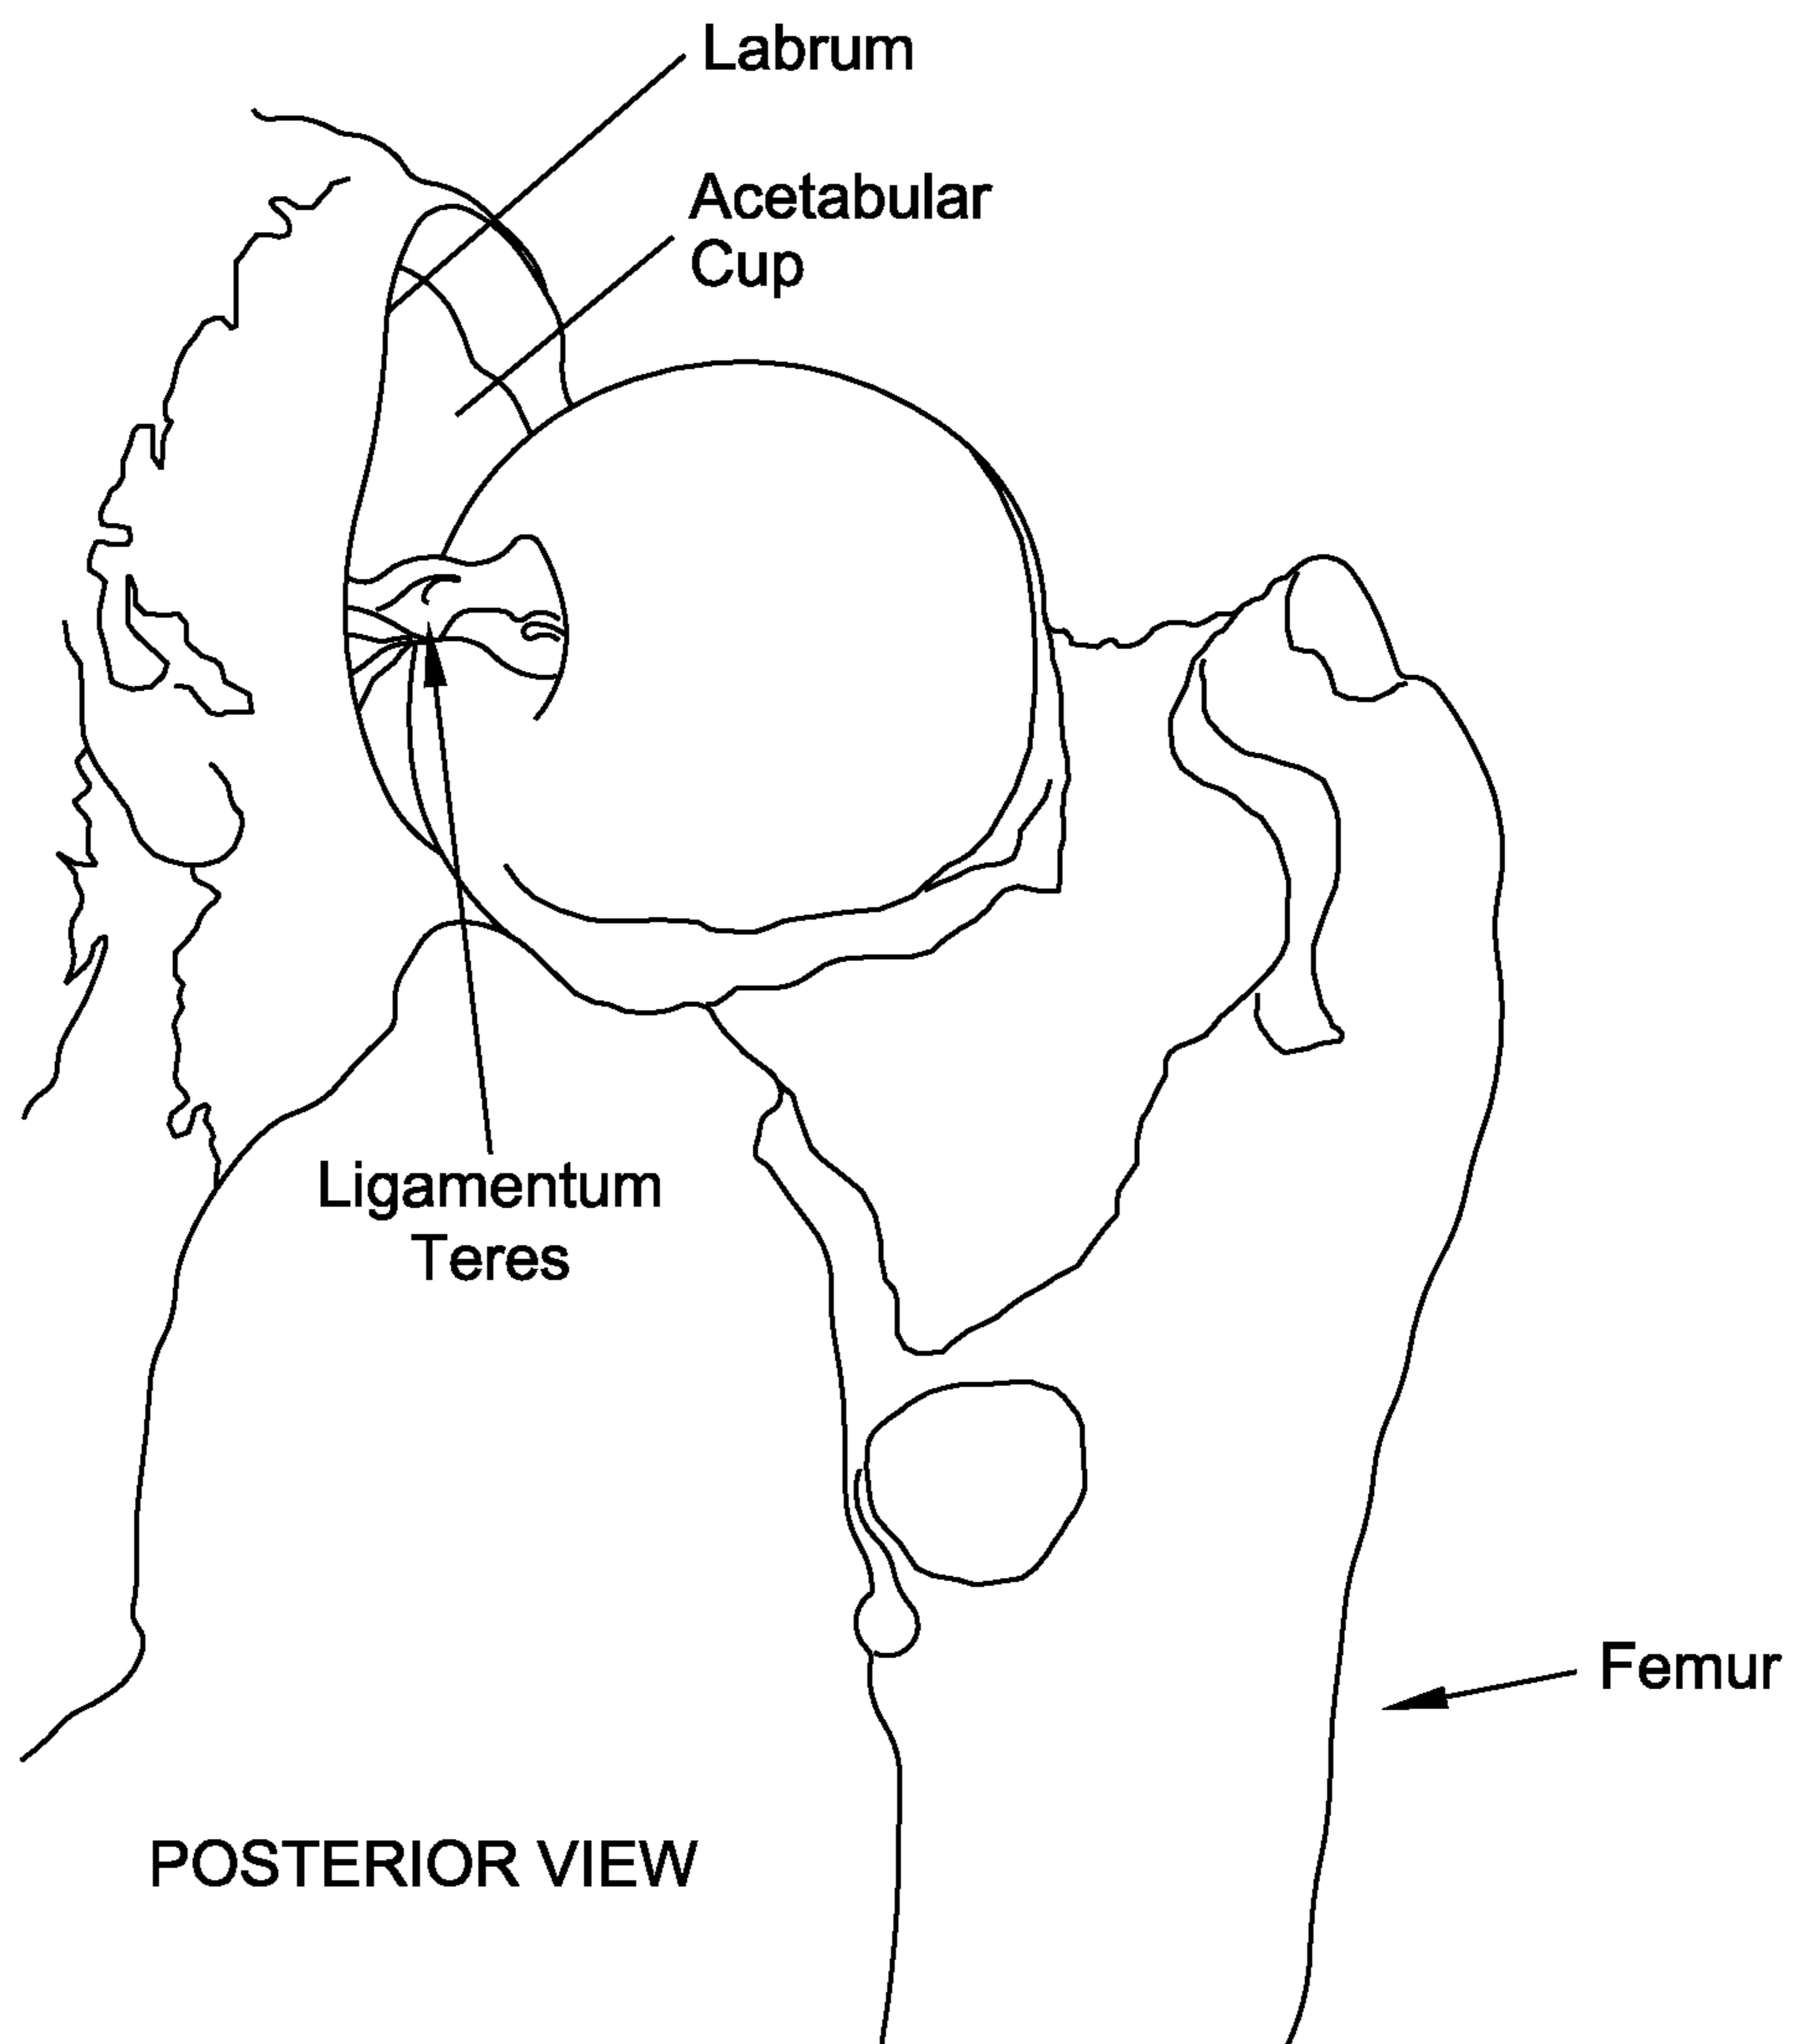 Labrum
Acetabular
Cup
Ligamentum
Teres
Femur
POSTERIOR VIEW